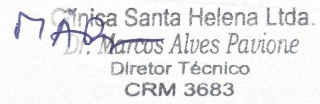 Clínica Santa Helena Ltda.
Dr. Marcos Alves Pavione
Diretor Técnico
CRM 3683